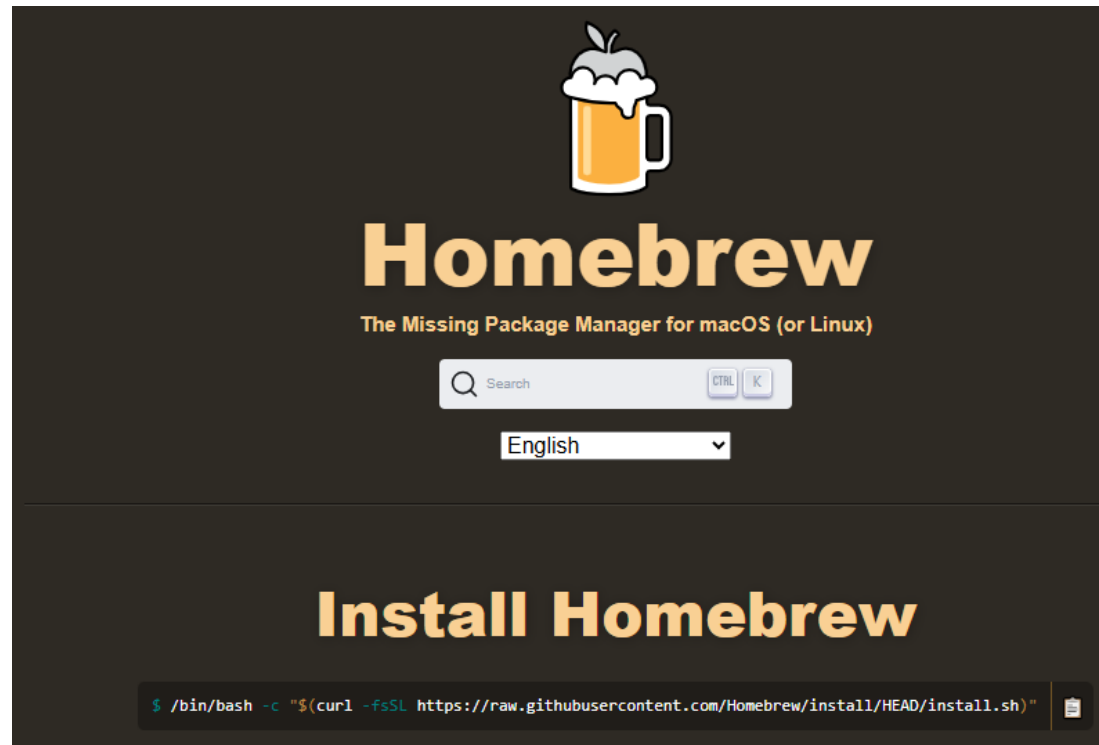 Homebrew
The Missing Package Manager for macOS (or Linux)
Search CTRL K
English
Install Homebrew
$ /bin/bash -c "$(curl -fsSL https://raw.githubusercontent.com/Homebrew/install/HEAD/install.sh)"